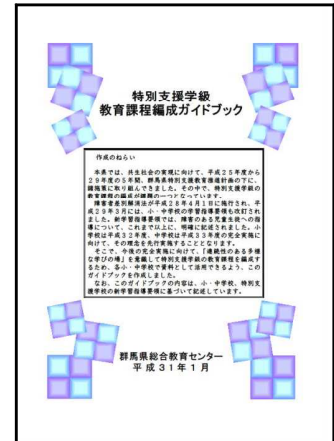 特別支援学級
教育課程編成ガイドブック
作成のねらい
本県では、共生社会の実現に向けて、平成２５年度から
２９年度の５年間、群馬県特別支援教育推進計画の下に、
諸施策に取り組んできました。その中で、特別支援学級の
教育課程の編成が課題の一つとなっています。
障害者差別解消法が平成２８年４月１日に施行され、平
成２９年３月には、小・中学校の学習指導要領も改訂され
ました。新学習指導要領では、障害のある児童生徒への指
導について、これまで以上に、明確に記述されました。小
学校は平成３２年度、中学校は平成３３年度の完全実施に
向けて、その理念を先行実施することとなります。
そこで、今後の完全実施に向けて、『連続性のある多様
な学びの場』を意識して特別支援学級の教育課程を編成す
るため、各小・中学校で資料として活用できるよう、この
ガイドブックを作成しました。
なお、このガイドブックの内容は、小・中学校、特別支
援学校の新学習指導要領に基づいて記述しています。
群馬県総合教育センター
平成３１年１月